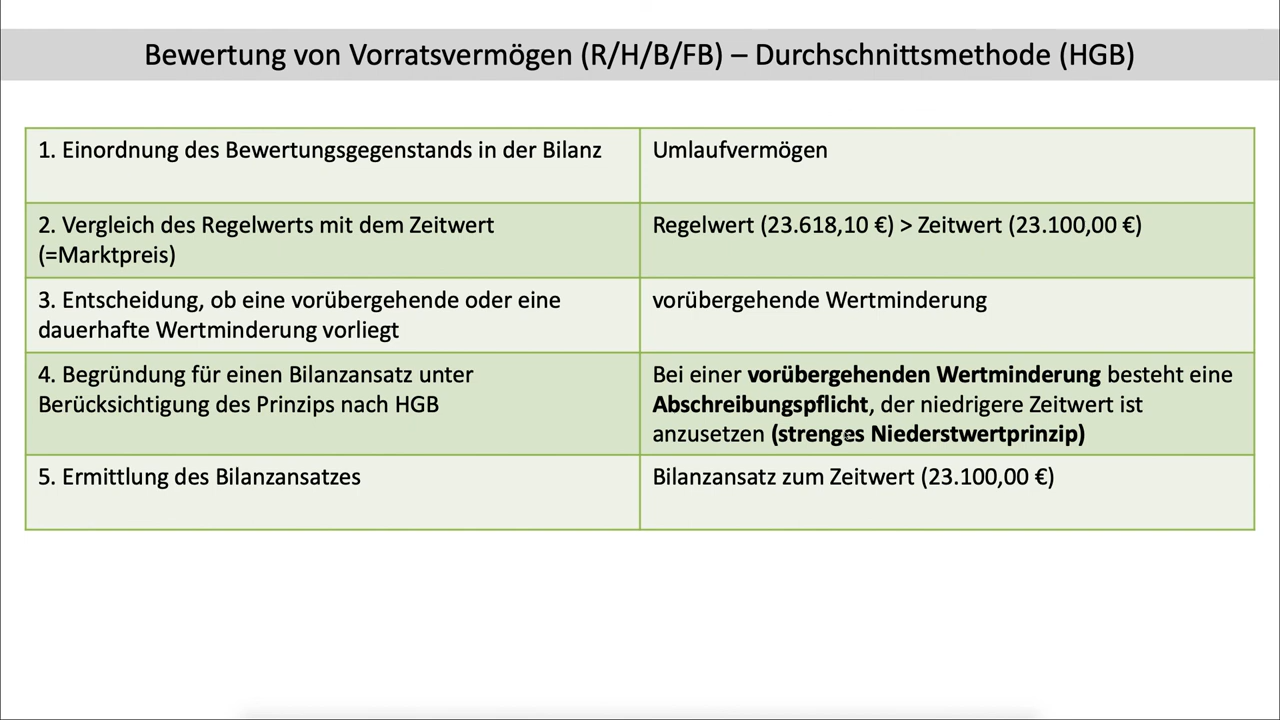 Bewertung von Vorratsvermögen (R/H/B/FB) – Durchschnittsmethode (HGB)
1. Einordnung des Bewertungsgegenstands in der Bilanz
Umlaufvermögen
2. Vergleich des Regelwerts mit dem Zeitwert
(=Marktpreis)
Regelwert (23.618,10 €) > Zeitwert (23.100,00 €)
3. Entscheidung, ob eine vorübergehende oder eine
dauerhafte Wertminderung vorliegt
vorübergehende Wertminderung
4. Begründung für einen Bilanzansatz unter
Berücksichtigung des Prinzips nach HGB
Bei einer vorübergehenden Wertminderung besteht eine
Abschreibungspflicht, der niedrigere Zeitwert ist
anzusetzen (strenges Niederstwertprinzip)
5. Ermittlung des Bilanzansatzes
Bilanzansatz zum Zeitwert (23.100,00 €)